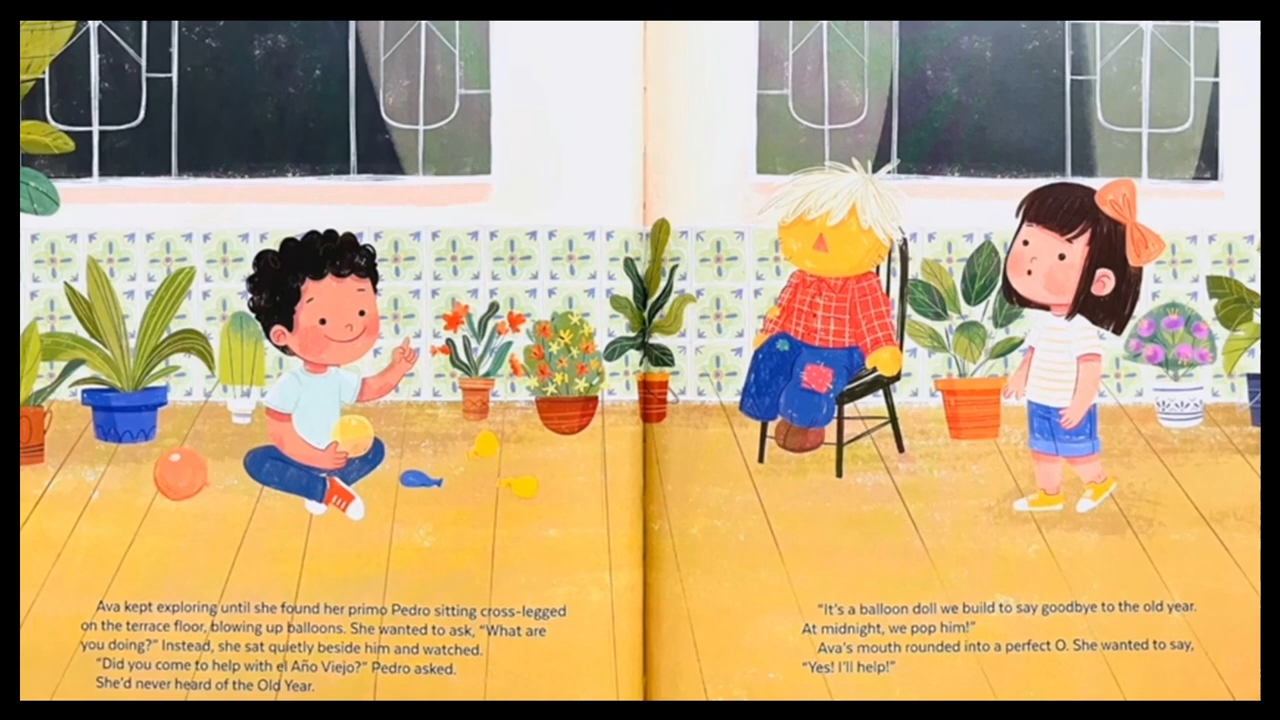 Ava kept exploring until she found her primo Pedro sitting cross-legged
on the terrace floor, blowing up balloons. She wanted to ask, “What are
you doing?” Instead, she sat quietly beside him and watched.
“Did you come to help with el Año Viejo?” Pedro asked.
She'd never heard of the Old Year.
“It's a balloon doll we build to say goodbye to the old year.
At midnight, we pop him!”
Ava's mouth rounded into a perfect O. She wanted to say,
“Yes! I'll help!”